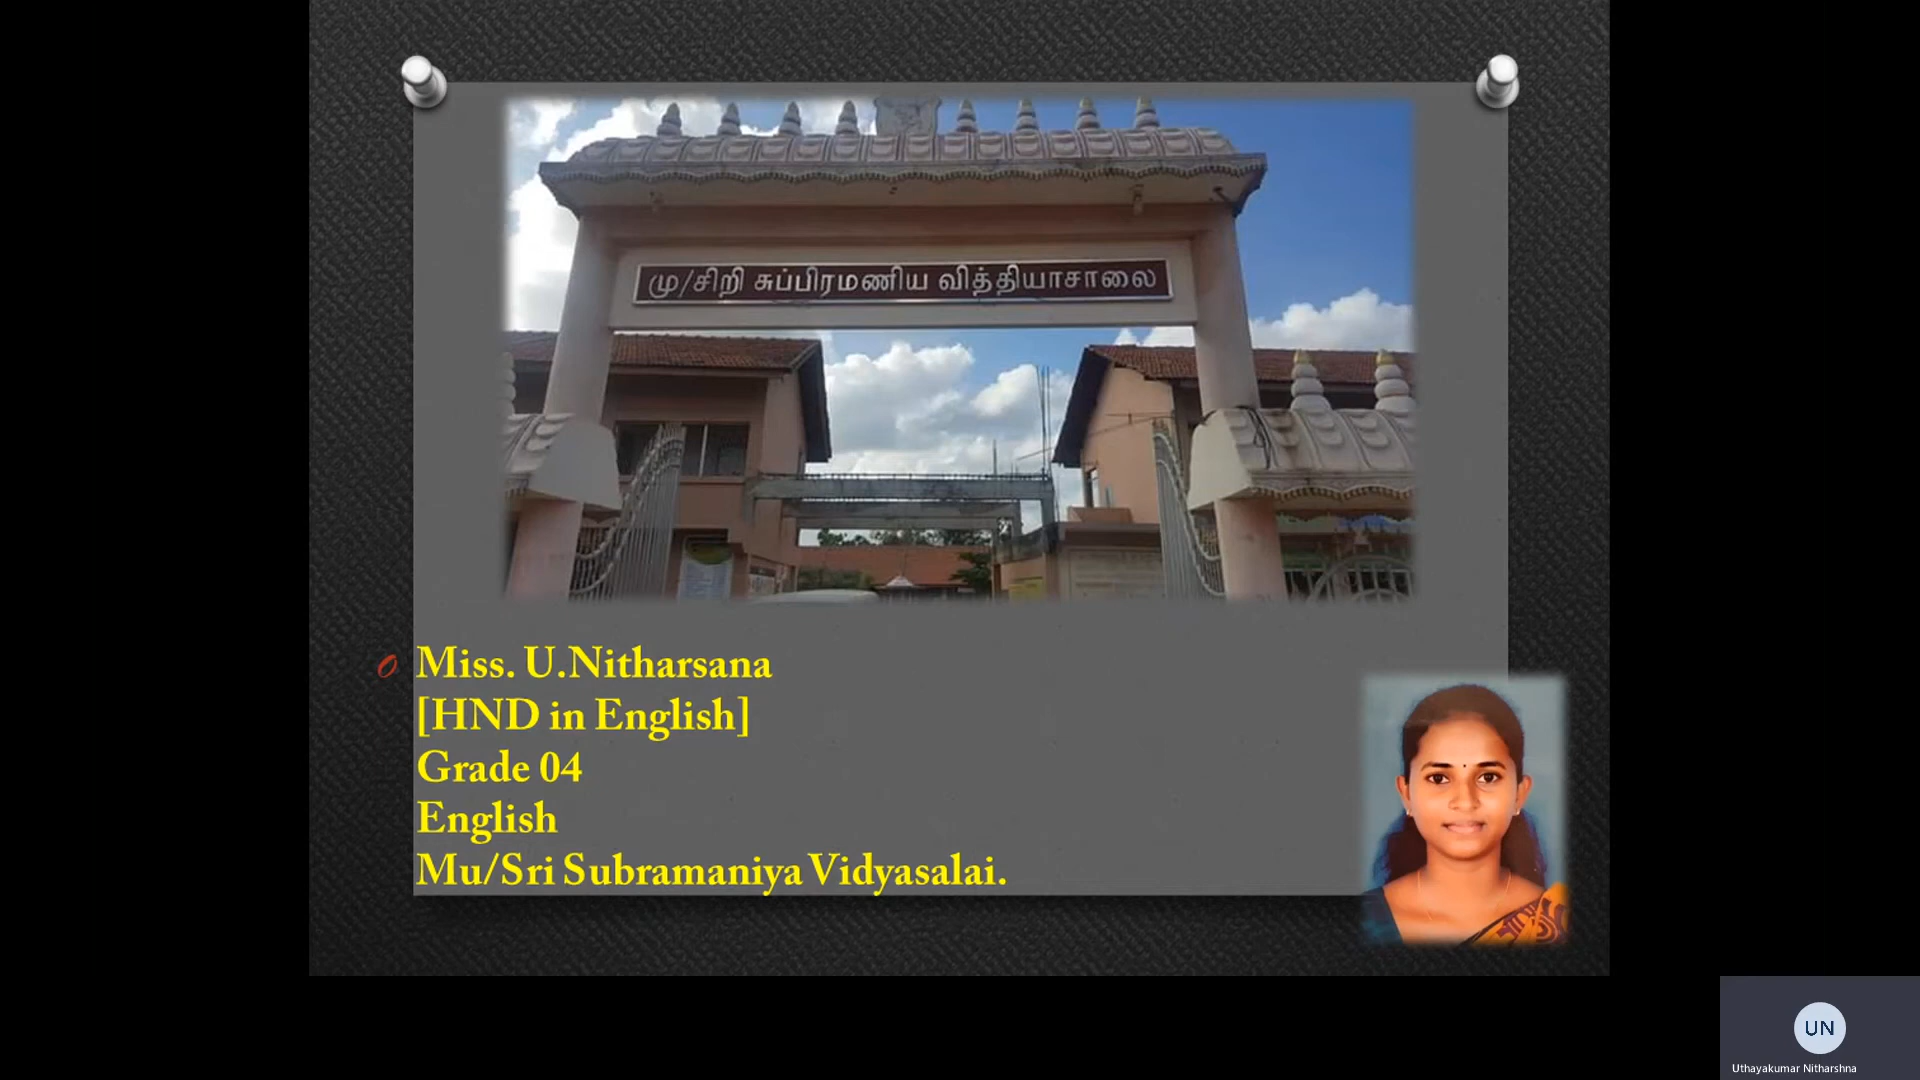 மு/சிறி சுப்பிரமணிய வித்தியாசாலை
Miss. U.Nitharsana
[HND in English]
Grade 04
English
Mu/Sri Subramaniya Vidyasalai.
UN
Uthayakumar Nitharshna